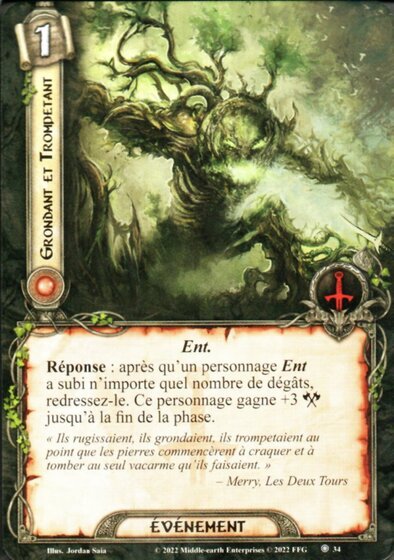 1
Grondant et Trompetant
Ent.
Réponse : après qu'un personnage Ent
a subi n'importe quel nombre de dégâts,
redressez-le. Ce personnage gagne +3
jusqu'à la fin de la phase.
« Ils rugissaient, ils grondaient, ils trompetaient au
point que les pierres commencèrent à craquer et à
tomber au seul vacarme qu'ils faisaient. »
– Merry, Les Deux Tours
ÉVÉNEMENT
Illus. Jordan Saia © 2022 Middle-earth Enterprises © 2022 FFG 34